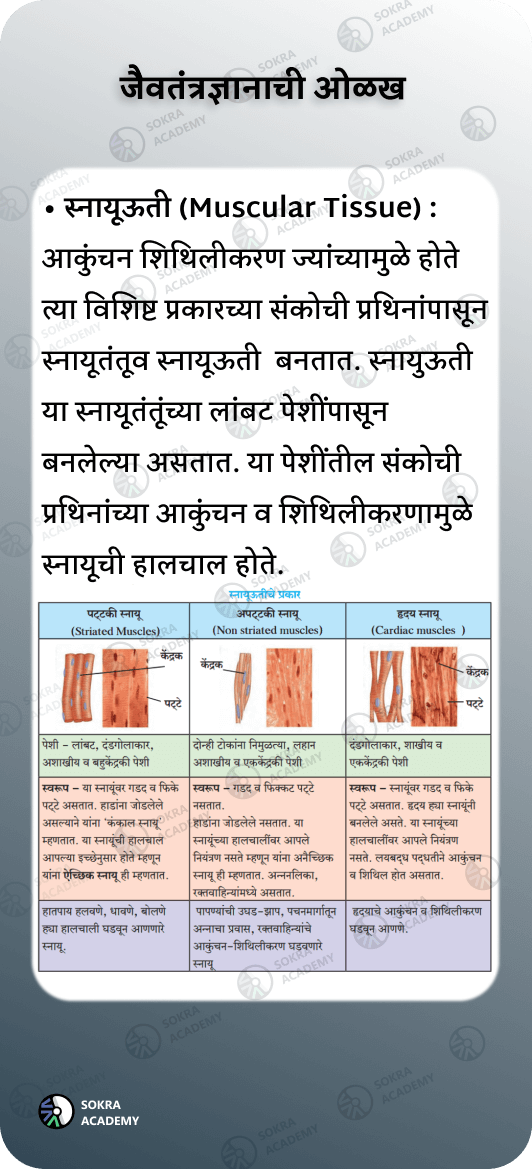 जैवतंत्रज्ञानाची ओळख
• स्नायूऊती (Muscular Tissue) :
आकुंचन शिथिलीकरण ज्यांच्यामुळे होते
त्या विशिष्ट प्रकारच्या संकोची प्रथिनांपासून
स्नायूतंतूव स्नायूऊती बनतात. स्नायुऊती
या स्नायूतंतूंच्या लांबट पेशींपासून
बनलेल्या असतात. या पेशींतील संकोची
प्रथिनांच्या आकुंचन व शिथिलीकरणामुळे
स्नायूची हालचाल होते.
स्नायूऊतीचे प्रकार
पट्टकी स्नायू
(Striated Muscles)
अपट्टकी स्नायू
(Non striated muscles)
हृदय स्नायू
(Cardiac muscles )
केंद्रक
पट्टे
केंद्रक
केंद्रक
पट्टे
पेशी – लांबट, दंडगोलाकार,
अशाखीय व बहुकेंद्रकी पेशी
दोन्ही टोकांना निमुळत्या, लहान
अशाखीय व एककेंद्रकी पेशी
दंडगोलाकार, शाखीय व
एककेंद्रकी पेशी
स्वरूप – या स्नायूंवर गडद व फिके
पट्टे असतात. हाडांना जोडलेले
असल्याने यांना 'कंकाल स्नायू'
म्हणतात. या स्नायूंची हालचाल
आपल्या इच्छेनुसार होते म्हणून
यांना ऐच्छिक स्नायू ही म्हणतात.
स्वरूप – गडद व फिक्कट पट्टे
नसतात.
हाडांना जोडलेले नसतात. या
स्नायूंच्या हालचालींवर आपले
नियंत्रण नसते म्हणून यांना अनैच्छिक
स्नायू ही म्हणतात. अन्ननलिका,
रक्तवाहिन्यांमध्ये असतात.
स्वरूप – स्नायूंवर गडद व फिके
पट्टे असतात. हृदय ह्या स्नायूंनी
बनलेले असते. या स्नायूंच्या
हालचालींवर आपले नियंत्रण
नसते. लयबद्ध पद्धतीने आकुंचन
व शिथिल होत असतात.
हातपाय हलवणे, धावणे, बोलणे
ह्या हालचाली घडवून आणणारे
स्नायू.
पापण्यांची उघड-झाप, पचनमार्गातून
अन्नाचा प्रवास, रक्तवाहिन्यांचे
आकुंचन-शिथिलीकरण घडवणारे
स्नायू
हृदयाचे आकुंचन व शिथिलीकरण
घडवून आणणे.
SOKRA
ACADEMY